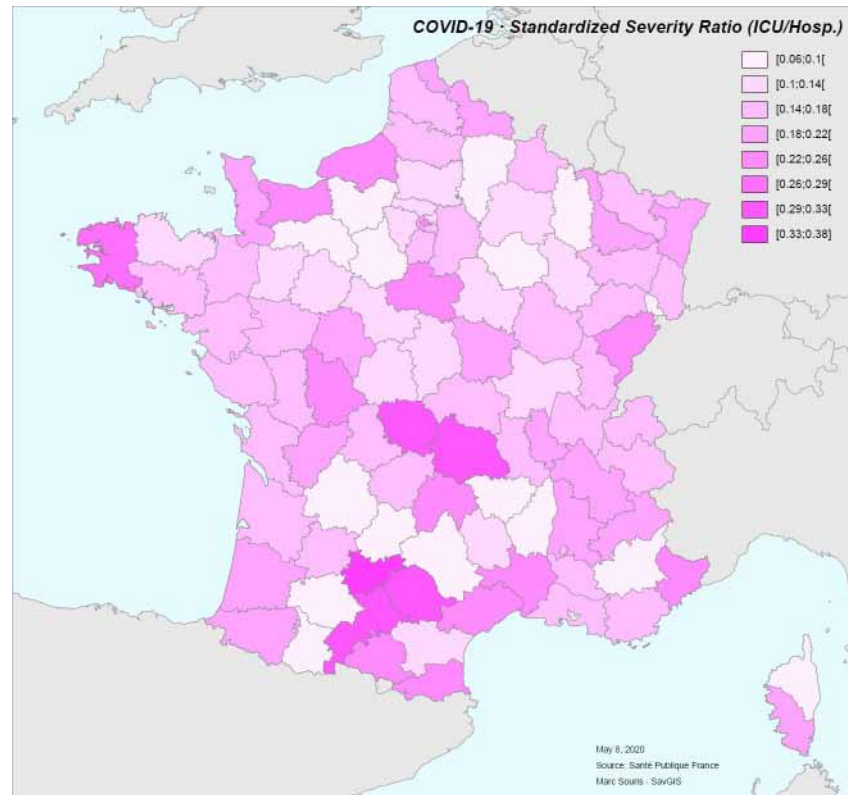 COVID-19 · Standardized Severity Ratio (ICU/Hosp.)
[0.06;0.1[
[0.1;0.14[
[0.14;0.18[
[0.18;0.22[
[0.22;0.26[
[0.26;0.29[
[0.29;0.33[
[0.33;0.38]
May 8, 2020
Source: Santé Publique France
Marc Souris - SavGIS